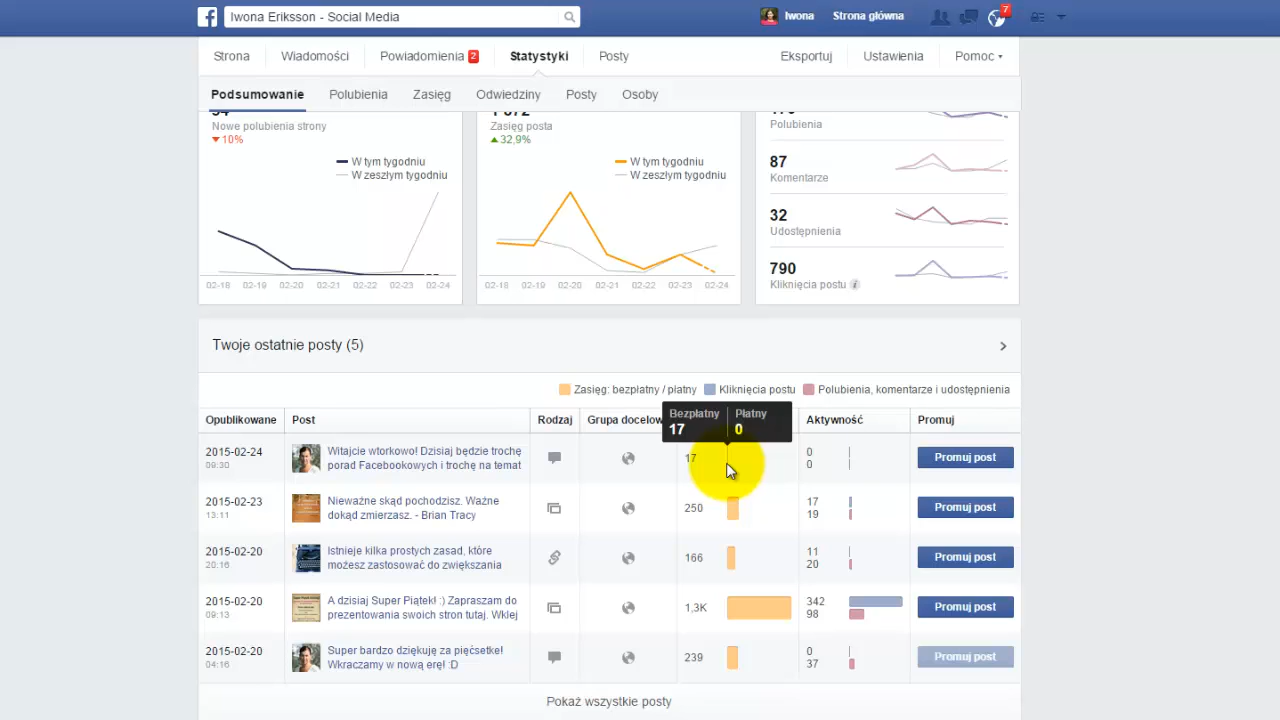 Iwona Eriksson - Social Media
Iwona
Strona główna
7
Strona
Wiadomości
Powiadomienia 2
Statystyki
Posty
Eksportuj
Ustawienia
Pomoc
Podsumowanie
Polubienia
Zasięg
Odwiedziny
Posty
Osoby
Nowe polubienia strony
10%
W tym tygodniu
W zeszłym tygodniu
02-18 02-19 02-20 02-21 02-22 02-23 02-24
Zasięg posta
32,9%
W tym tygodniu
W zeszłym tygodniu
02-18 02-19 02-20 02-21 02-22 02-23 02-24
Polubienia
87
Komentarze
32
Udostępnienia
790
Kliknięcia postu i
Twoje ostatnie posty (5)
Zasięg: bezpłatny / płatny
Kliknięcia postu
Polubienia, komentarze i udostępnienia
Opublikowane
Post
Rodzaj
Grupa docelow
Bezpłatny
17
Płatny
0
Aktywność
Promuj
2015-02-24
09:30
Witajcie wtorkowo! Dzisiaj będzie trochę
porad Facebookowych i trochę na temat
17
0
0
Promuj post
2015-02-23
13:11
Nieważne skąd pochodzisz. Ważne
dokąd zmierzasz. - Brian Tracy
250
17
19
Promuj post
2015-02-20
20:16
Istnieje kilka prostych zasad, które
możesz zastosować do zwiększania
166
11
20
Promuj post
2015-02-20
09:13
A dzisiaj Super Piątek! :) Zapraszam do
prezentowania swoich stron tutaj. Wklej
1,3K
342
98
Promuj post
2015-02-20
04:16
Super bardzo dziękuję za pięćsetke!
Wkraczamy w nową erę! :D
239
0
37
Promuj post
Pokaż wszystkie posty